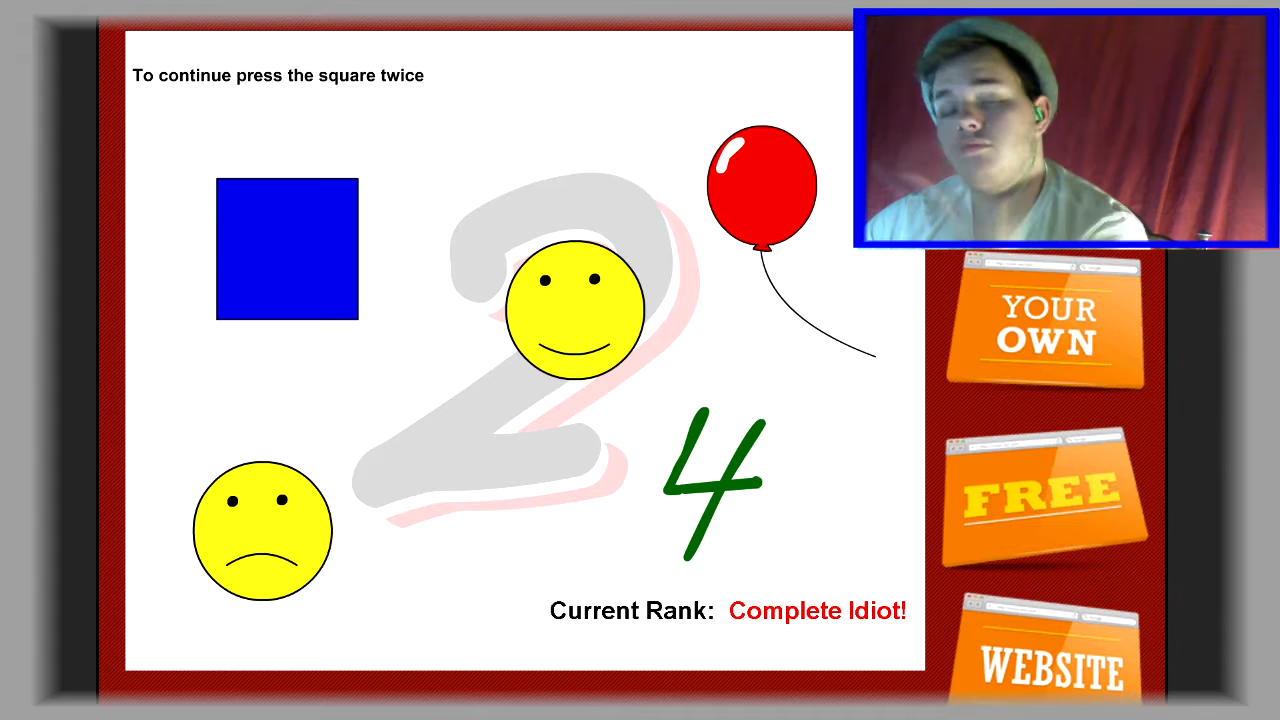 To continue press the square twice
2
4
Current Rank: Complete Idiot!
YOUR
OWN
FREE
WEBSITE